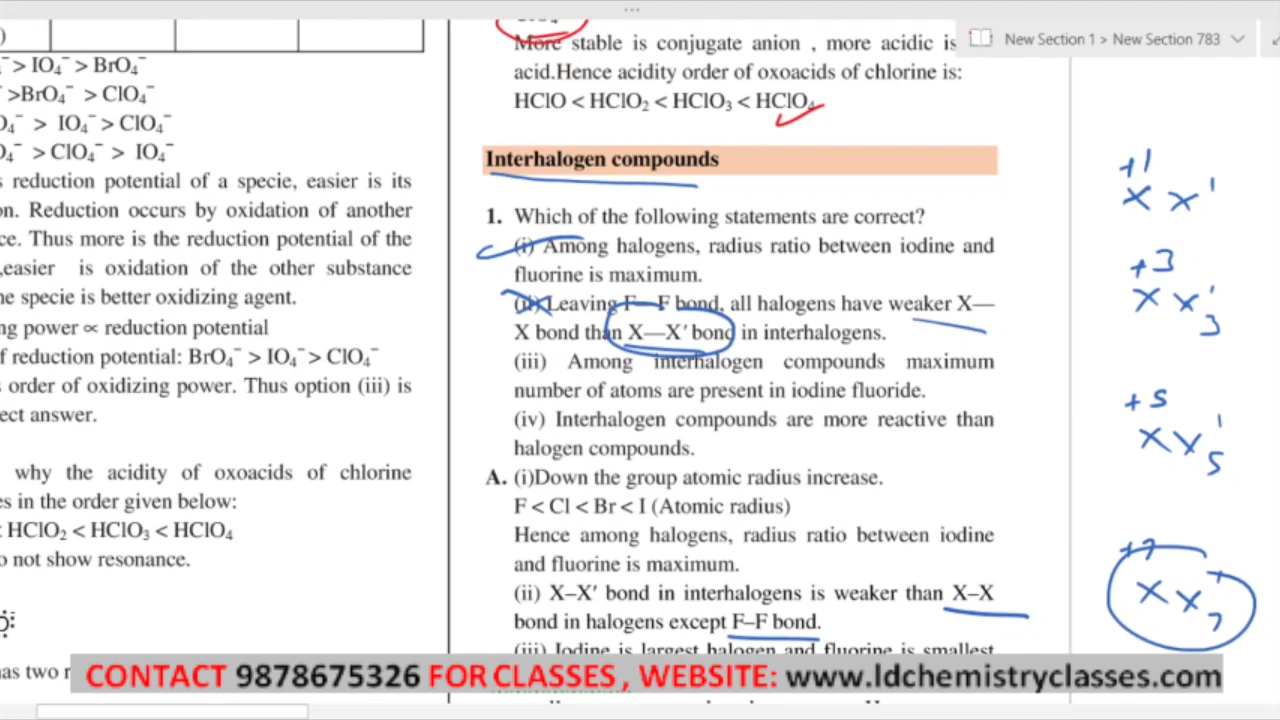 New Section 1 > New Section 783
)
⁻ > IO₄⁻ > BrO₄⁻
⁻ >BrO₄⁻ > ClO₄⁻
O₄⁻ > IO₄⁻ > ClO₄⁻
O₄⁻ > ClO₄⁻ > IO₄⁻
s reduction potential of a specie, easier is its
on. Reduction occurs by oxidation of another
ce. Thus more is the reduction potential of the
,easier is oxidation of the other substance
he specie is better oxidizing agent.
ng power ∝ reduction potential
f reduction potential: BrO₄⁻ > IO₄⁻ > ClO₄⁻
s order of oxidizing power. Thus option (iii) is
ect answer.
why the acidity of oxoacids of chlorine
es in the order given below:
< HClO₂ < HClO₃ < HClO₄
o not show resonance.
has two r
More stable is conjugate anion , more acidic is
acid.Hence acidity order of oxoacids of chlorine is:
HClO < HClO₂ < HClO₃ < HClO₄
Interhalogen compounds
1. Which of the following statements are correct?
(i) Among halogens, radius ratio between iodine and
fluorine is maximum.
(ii) Leaving F—F bond, all halogens have weaker X—
X bond than X—X′ bond in interhalogens.
(iii) Among interhalogen compounds maximum
number of atoms are present in iodine fluoride.
(iv) Interhalogen compounds are more reactive than
halogen compounds.
A. (i)Down the group atomic radius increase.
F < Cl < Br < I (Atomic radius)
Hence among halogens, radius ratio between iodine
and fluorine is maximum.
(ii) X–X′ bond in interhalogens is weaker than X–X
bond in halogens except F–F bond.
(iii) Iodine is largest halogen and fluorine is smallest
+1
X X'
+3
X X'₃
+5
X X'₅
+7
X X'₇
CONTACT 9878675326 FOR CLASSES , WEBSITE: www.ldchemistryclasses.com